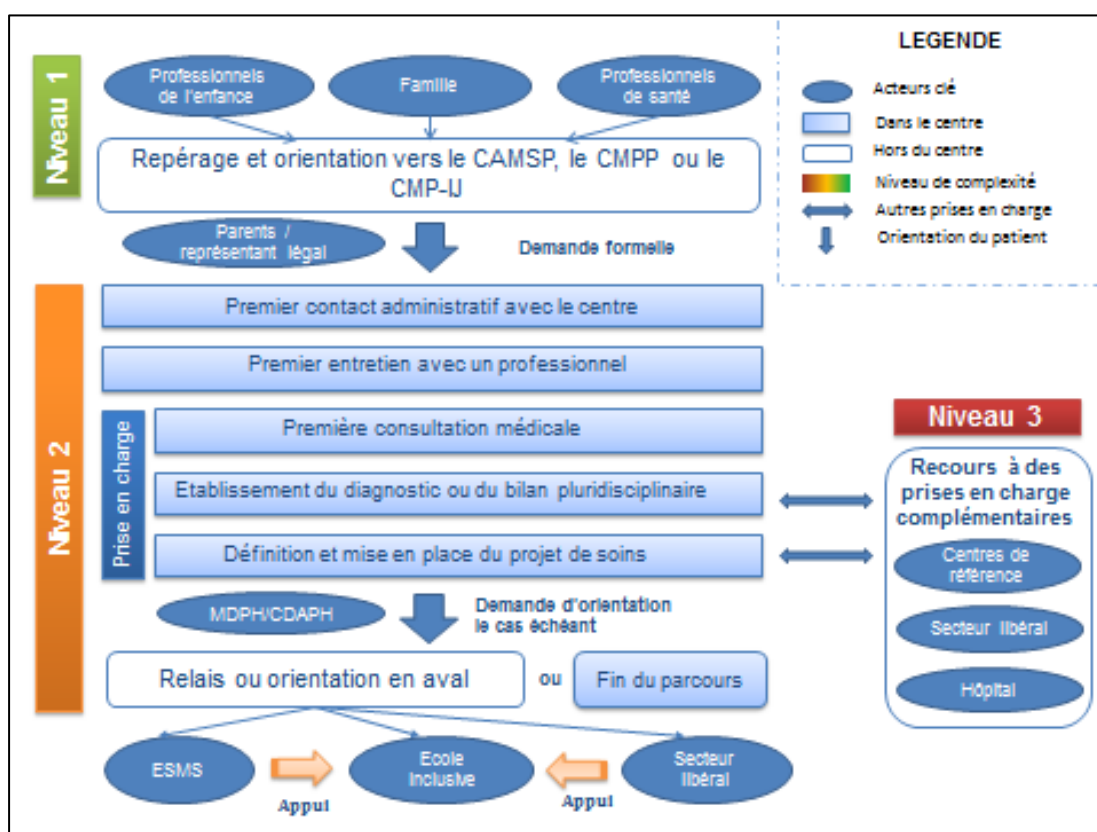 LEGENDE
Acteurs clé
Dans le centre
Hors du centre
Niveau de complexité
Autres prises en charge
Orientation du patient
Niveau 1
Professionnels
de l'enfance
Famille
Professionnels
de santé
Repérage et orientation vers le CAMSP, le CMPP ou le
CMP-IJ
Parents /
représentant légal
Demande formelle
Niveau 2
Premier contact administratif avec le centre
Premier entretien avec un professionnel
Prise en charge
Première consultation médicale
Etablissement du diagnostic ou du bilan pluridisciplinaire
Définition et mise en place du projet de soins
Niveau 3
Recours à des
prises en charge
complémentaires
Centres de
référence
Secteur libéral
Hôpital
MDPH/CDAPH
Demande d'orientation
le cas échéant
Relais ou orientation en aval
ou
Fin du parcours
ESMS
Appui
Ecole
inclusive
Appui
Secteur
libéral